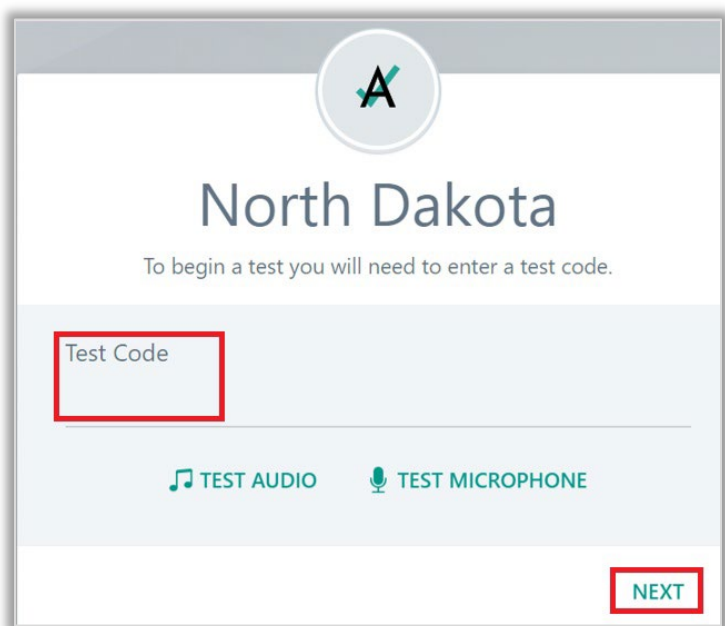 A
North Dakota
To begin a test you will need to enter a test code.
Test Code
TEST AUDIO TEST MICROPHONE
NEXT